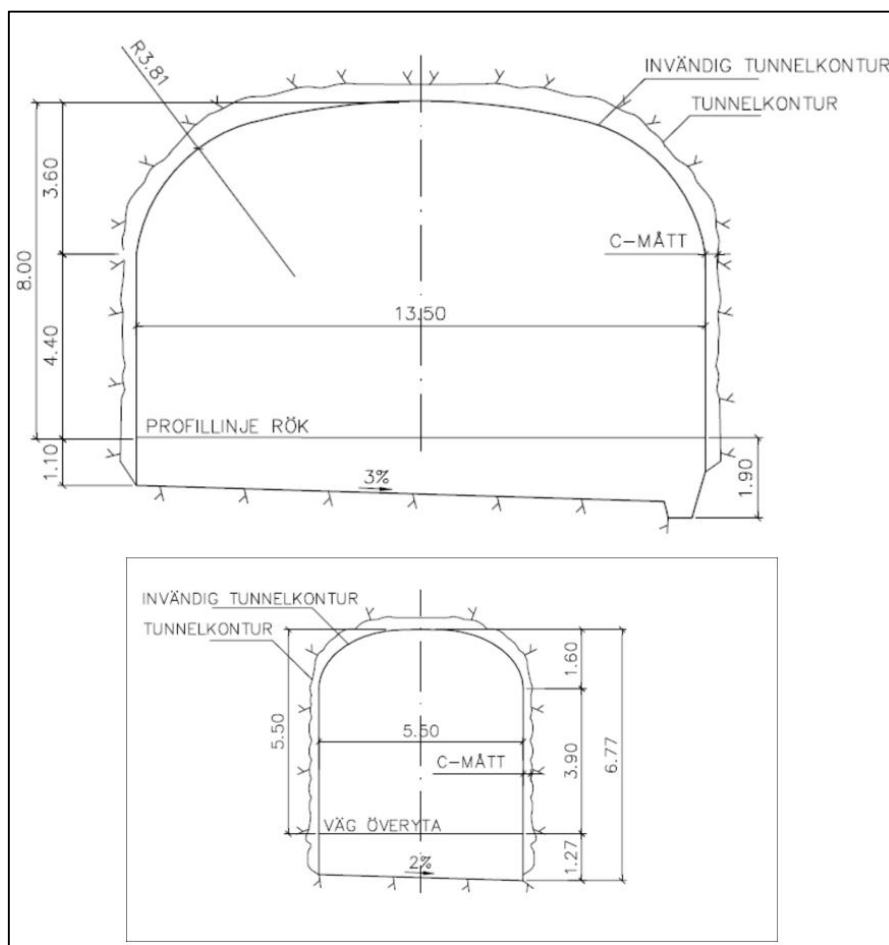 R3.81
INVÄNDIG TUNNELKONTUR
TUNNELKONTUR
3.60
8.00
C-MÅTT
13.50
4.40
PROFILLINJE RÖK
1.10
3%
1.90
INVÄNDIG TUNNELKONTUR
TUNNELKONTUR
1.60
5.50
5.50
C-MÅTT
3.90
6.77
VÄG ÖVERYTA
1.27
2%